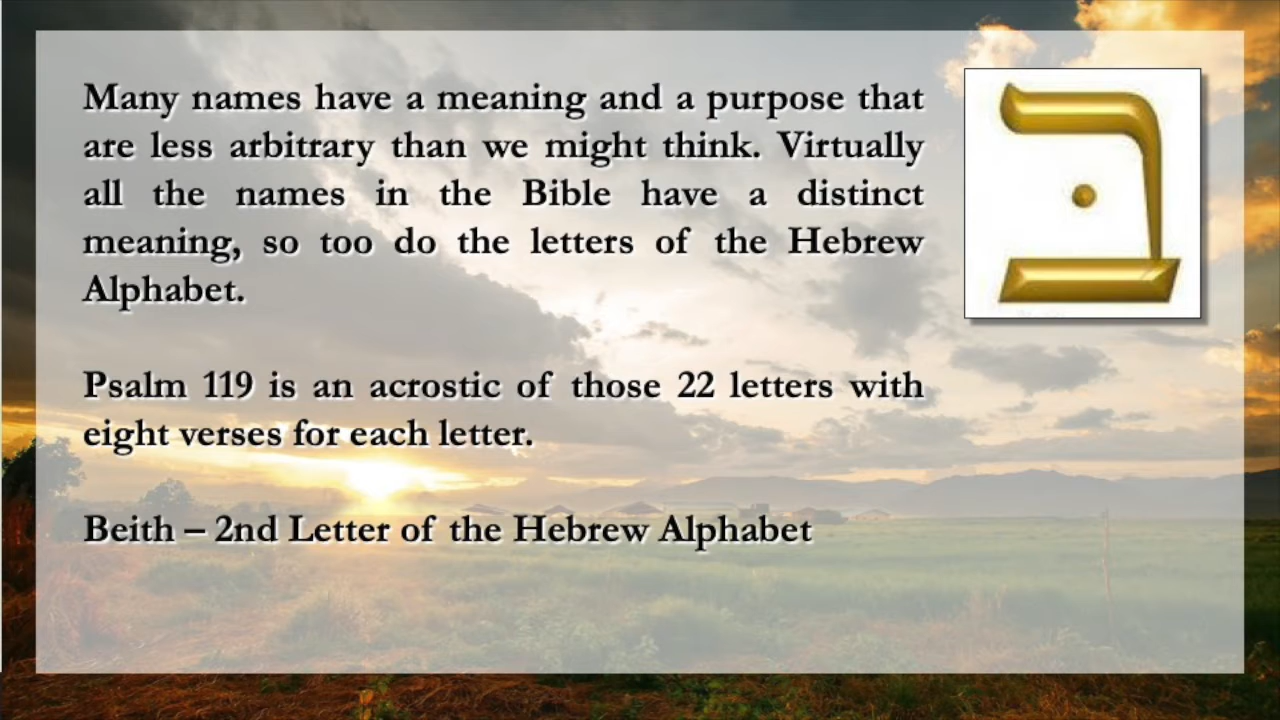 Many names have a meaning and a purpose that
are less arbitrary than we might think. Virtually
all the names in the Bible have a distinct
meaning, so too do the letters of the Hebrew
Alphabet.
בּ
Psalm 119 is an acrostic of those 22 letters with
eight verses for each letter.
Beith – 2nd Letter of the Hebrew Alphabet